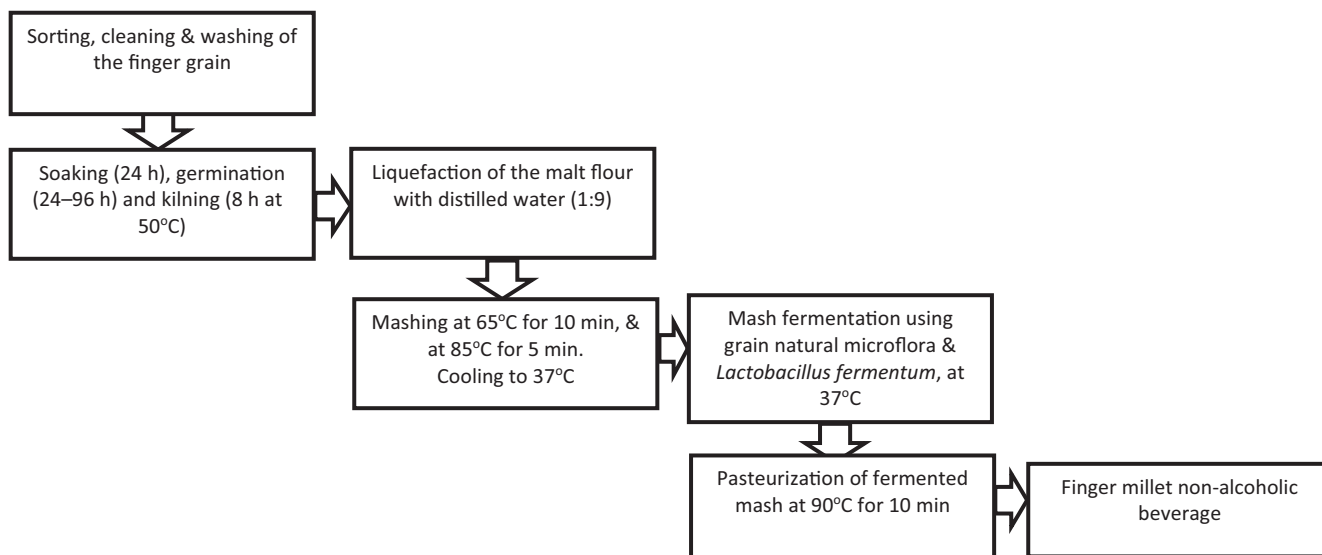 Sorting, cleaning & washing of
the finger grain
Soaking (24 h), germination
(24–96 h) and kilning (8 h at
50°C)
Liquefaction of the malt flour
with distilled water (1:9)
Mashing at 65°C for 10 min, &
at 85°C for 5 min.
Cooling to 37°C
Mash fermentation using
grain natural microflora &
Lactobacillus fermentum, at
37°C
Pasteurization of fermented
mash at 90°C for 10 min
Finger millet non-alcoholic
beverage